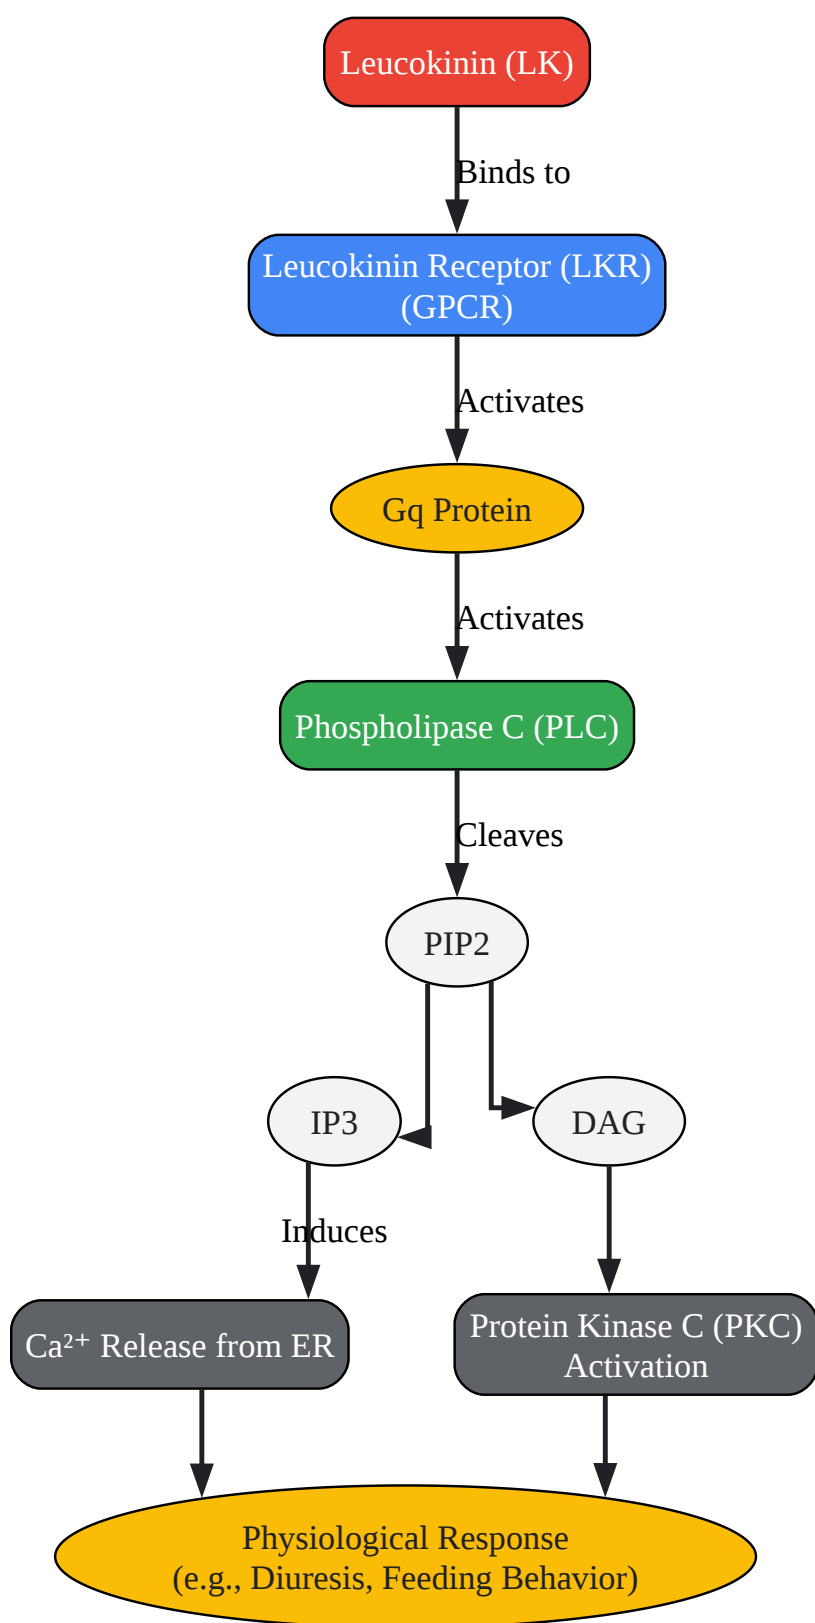 Leucokinin (LK)
Binds to
Leucokinin Receptor (LKR)
(GPCR)
Activates
Gq Protein
Activates
Phospholipase C (PLC)
Cleaves
PIP2
IP3
DAG
Induces
Ca²⁺ Release from ER
Protein Kinase C (PKC)
Activation
Physiological Response
(e.g., Diuresis, Feeding Behavior)